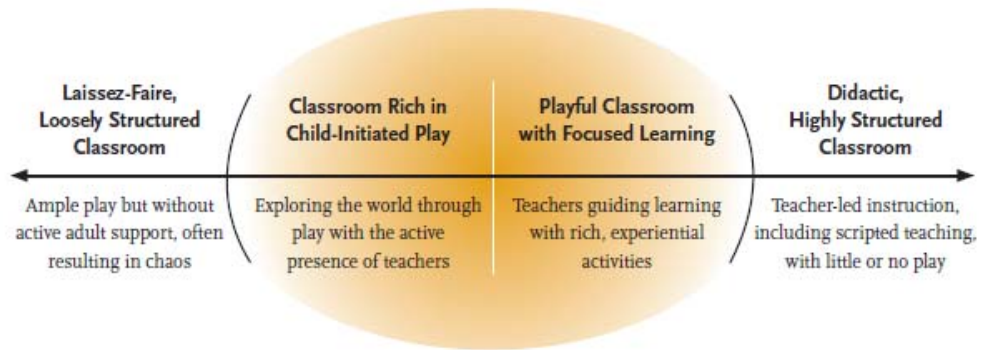 Laissez-Faire,
Loosely Structured
Classroom
Ample play but without
active adult support, often
resulting in chaos
Classroom Rich in
Child-Initiated Play
Exploring the world through
play with the active
presence of teachers
Playful Classroom
with Focused Learning
Teachers guiding learning
with rich, experiential
activities
Didactic,
Highly Structured
Classroom
Teacher-led instruction,
including scripted teaching,
with little or no play